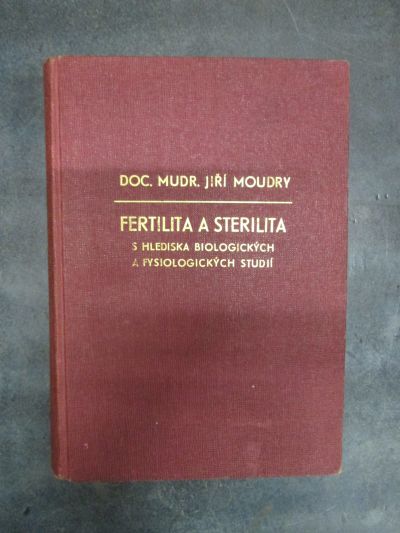 DOC. MUDR. JIŘÍ MOUDRY
FERTILITA A STERILITA
S HLEDISKA BIOLOGICKÝCH
A FYSIOLOGICKÝCH STUDIÍ